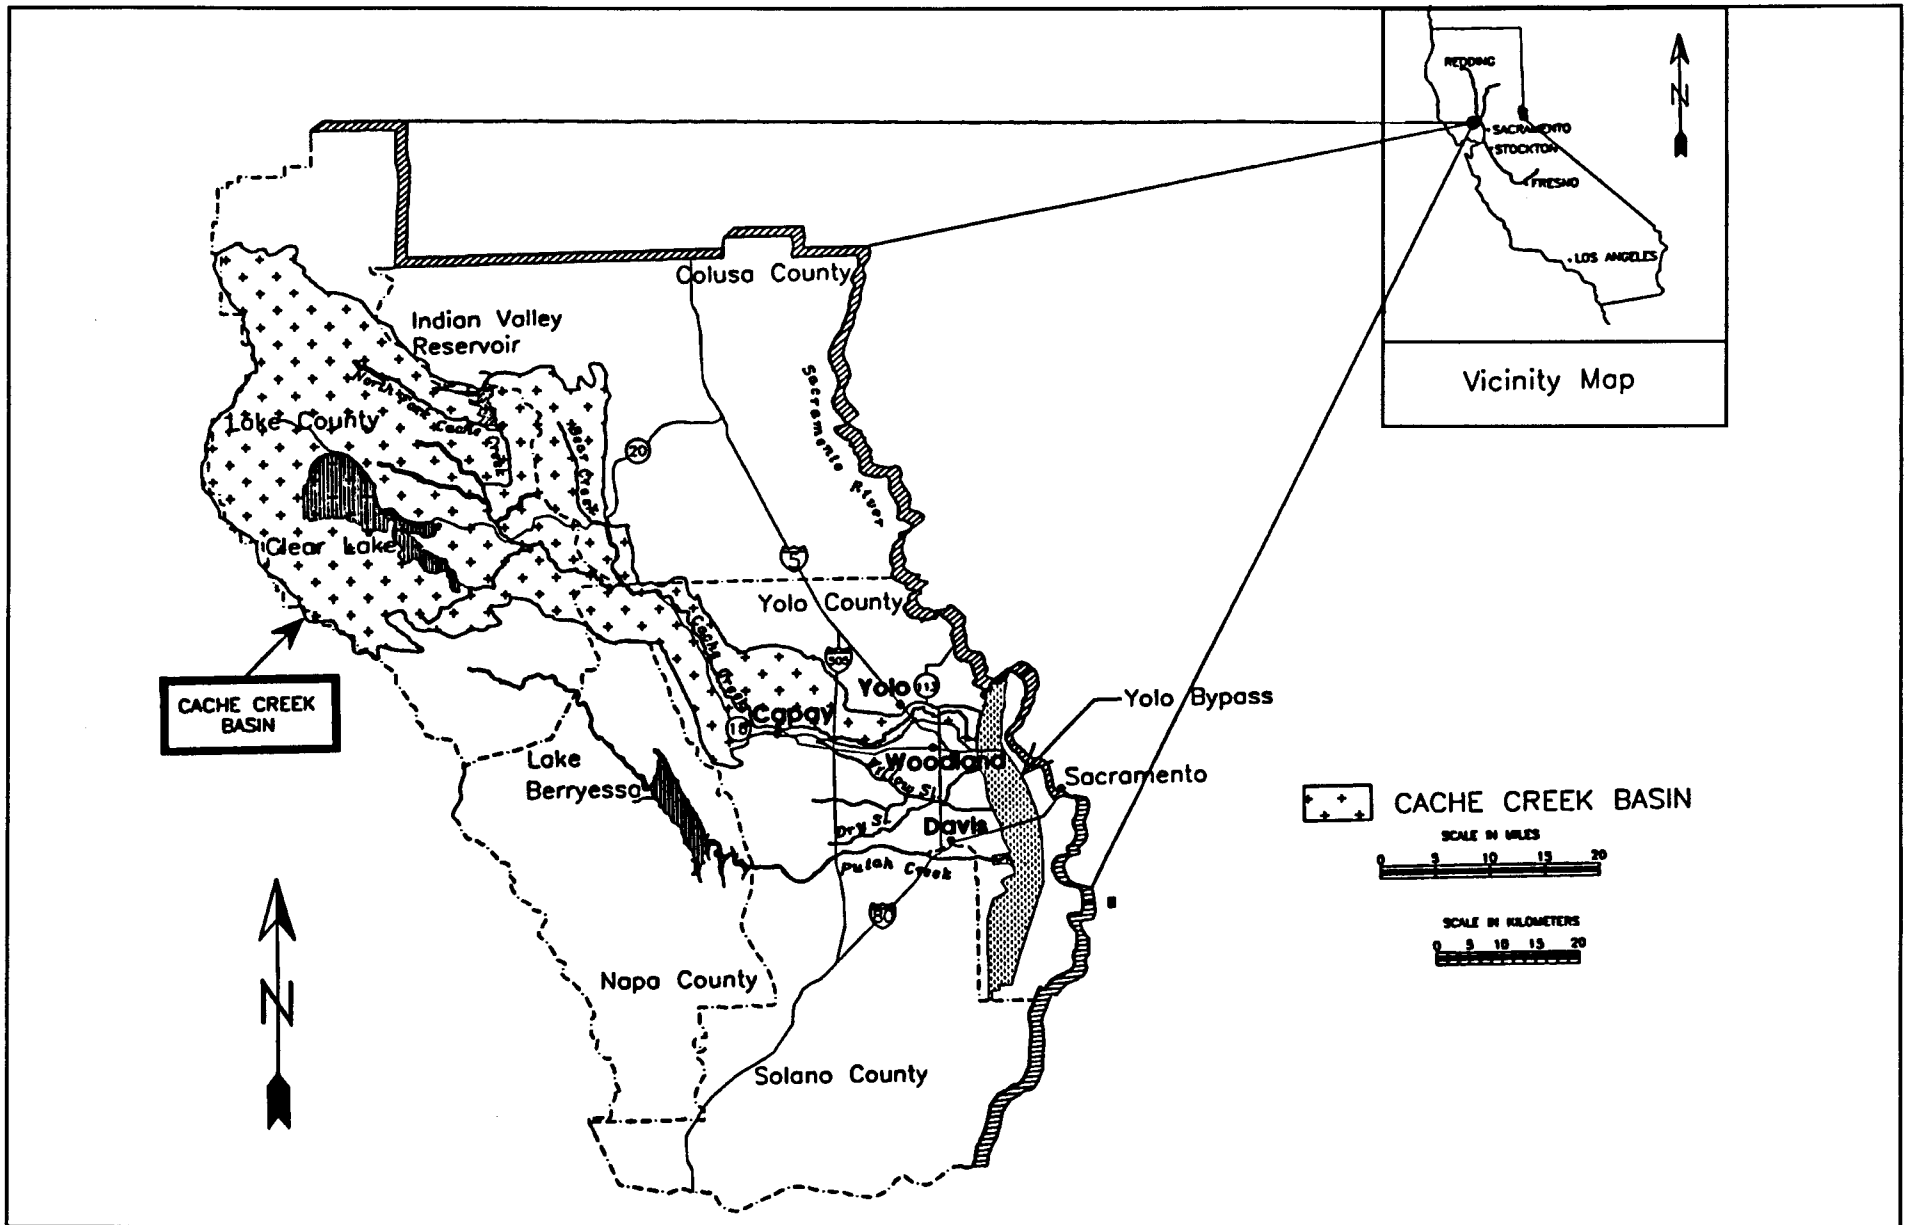 REDDING
N
SACRAMENTO
STOCKTON
FRESNO
LOS ANGELES
Vicinity Map
Colusa County
Indian Valley
Reservoir
North Fork
Cache
Creek
Bear Creek
Lake County
20
Sacramento
River
Clear Lake
5
Yolo County
Cache Creek
505
CACHE CREEK
BASIN
Yolo
113
Yolo Bypass
Capay
16
Woodland
Sacramento
Lake
Berryessa
Willow Sl.
Dry Sl.
Davis
Putah Creek
80
CACHE CREEK BASIN
SCALE IN MILES
0 5 10 15 20
SCALE IN KILOMETERS
0 5 10 15 20
N
Napa County
Solano County